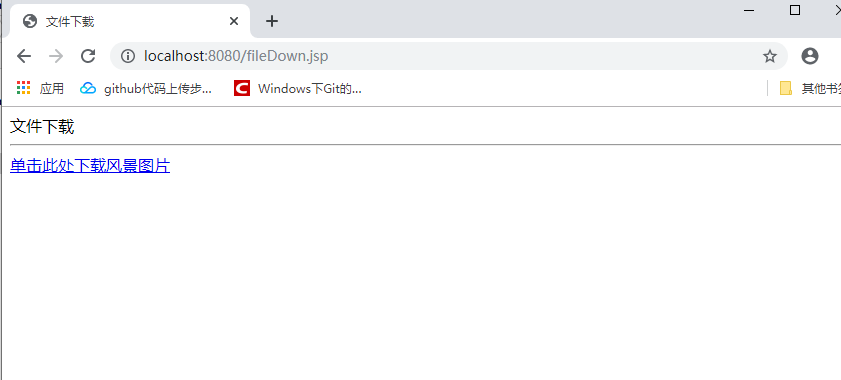 文件下载
localhost:8080/fileDown.jsp
应用 github代码上传步... Windows下Git的... 其他书
文件下载
单击此处下载风景图片